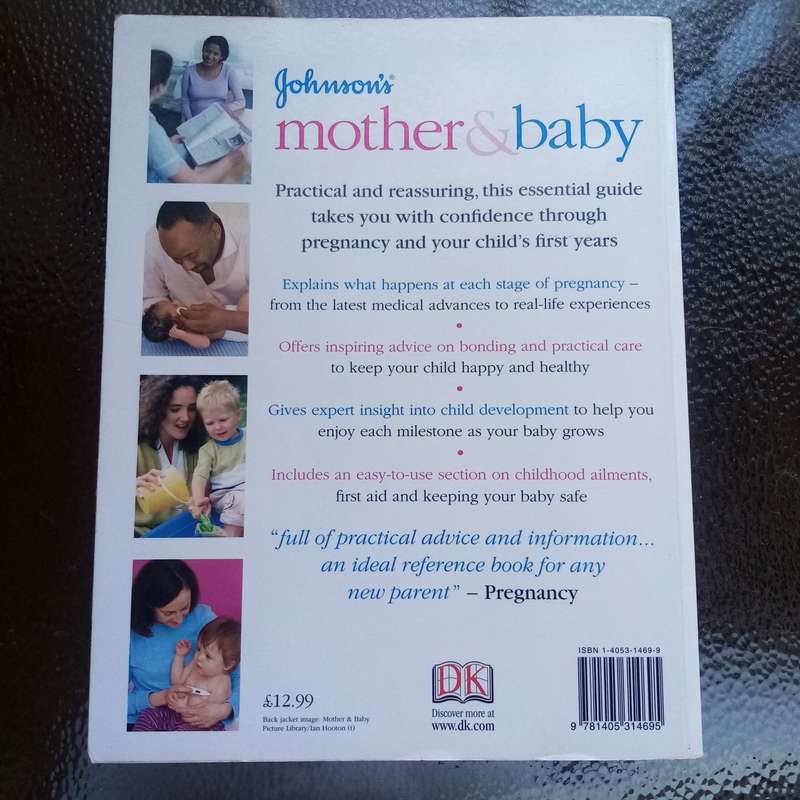 Johnson's®
mother&baby
Practical and reassuring, this essential guide
takes you with confidence through
pregnancy and your child's first years
Explains what happens at each stage of pregnancy –
from the latest medical advances to real-life experiences
•
Offers inspiring advice on bonding and practical care
to keep your child happy and healthy
•
Gives expert insight into child development to help you
enjoy each milestone as your baby grows
•
Includes an easy-to-use section on childhood ailments,
first aid and keeping your baby safe
“full of practical advice and information...
an ideal reference book for any
new parent” – Pregnancy
£12.99
Back jacket image: Mother & Baby
Picture Library/Ian Hooton (t)
DK
Discover more at
www.dk.com
ISBN 1-4053-1469-9
9 781405 314695